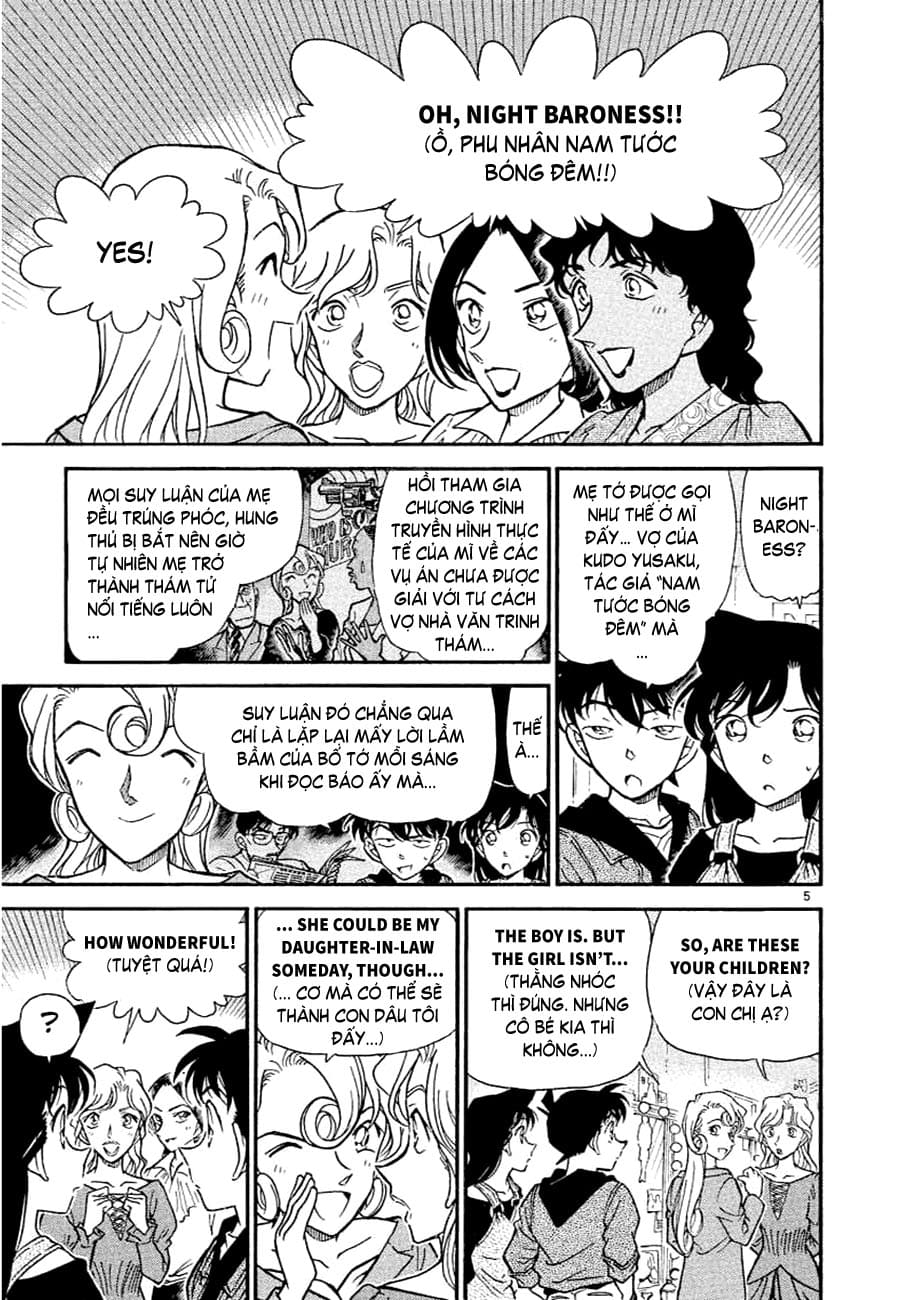 OH, NIGHT BARONESS!!
(Ồ, PHU NHÂN NAM TƯỚC
BÓNG ĐÊM!!)
YES!
NIGHT
BARON-
ESS?
MẸ TỚ ĐƯỢC GỌI
NHƯ THẾ Ở MĨ
ĐẤY... VỢ CỦA
KUDO YUSAKU,
TÁC GIẢ “NAM
TƯỚC BÓNG
ĐÊM” MÀ
...
HỒI THAM GIA
CHƯƠNG TRÌNH
TRUYỀN HÌNH THỰC
TẾ CỦA MĨ VỀ CÁC
VỤ ÁN CHƯA ĐƯỢC
GIẢI VỚI TƯ CÁCH
VỢ NHÀ VĂN TRINH
THÁM...
MỌI SUY LUẬN CỦA MẸ
ĐỀU TRÚNG PHÓC, HUNG
THỦ BỊ BẮT NÊN GIỜ
TỰ NHIÊN MẸ TRỞ
THÀNH THÁM TỬ
NỔI TIẾNG LUÔN
...
THẾ
À...
SUY LUẬN ĐÓ CHẲNG QUA
CHỈ LÀ LẶP LẠI MẤY LỜI LẦM
BẦM CỦA BỐ TỚ MỖI SÁNG
KHI ĐỌC BÁO ẤY MÀ...
5
SO, ARE THESE
YOUR CHILDREN?
(VẬY ĐÂY LÀ
CON CHỊ Ạ?)
THE BOY IS. BUT
THE GIRL ISN’T...
(THẰNG NHÓC
THÌ ĐÚNG. NHƯNG
CÔ BÉ KIA THÌ
KHÔNG...)
... SHE COULD BE MY
DAUGHTER-IN-LAW
SOMEDAY, THOUGH...
(... CƠ MÀ CÓ THỂ SẼ
THÀNH CON DÂU TÔI
ĐẤY...)
HOW WONDERFUL!
(TUYỆT QUÁ!)
?